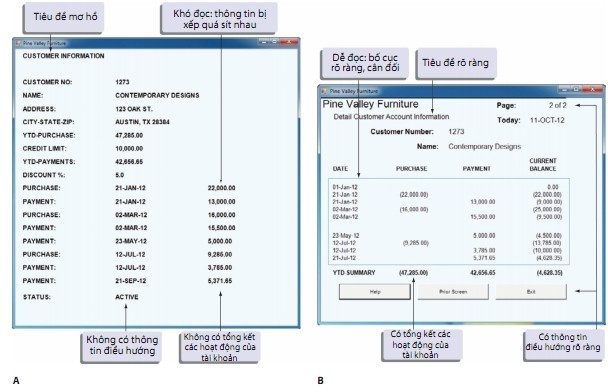 Tiêu đề mơ hồ
Khó đọc: thông tin bị
xếp quá sít nhau
Pine Valley Furniture
CUSTOMER INFORMATION
CUSTOMER NO: 1273
NAME: CONTEMPORARY DESIGNS
ADDRESS: 123 OAK ST.
CITY-STATE-ZIP: AUSTIN, TX 28384
YTD-PURCHASE: 47,285.00
CREDIT LIMIT: 10,000.00
YTD-PAYMENTS: 42,656.65
DISCOUNT %: 5.0
PURCHASE: 21-JAN-12 22,000.00
PAYMENT: 21-JAN-12 13,000.00
PURCHASE: 02-MAR-12 16,000.00
PAYMENT: 02-MAR-12 15,500.00
PAYMENT: 23-MAY-12 5,000.00
PURCHASE: 12-JUL-12 9,285.00
PAYMENT: 12-JUL-12 3,785.00
PAYMENT: 21-SEP-12 5,371.65
STATUS: ACTIVE
Không có thông
tin điều hướng
Không có tổng kết
các hoạt động của
tài khoản
A
Dễ đọc: bố cục
rõ ràng, cân đối
Tiêu đề rõ ràng
Pine Valley Furniture
Pine Valley Furniture Page: 2 of 2
Detail Customer Account Information Today: 11-OCT-12
Customer Number: 1273
Name: Contemporary Designs
DATE PURCHASE PAYMENT CURRENT
BALANCE
01-Jan-12 0.00
21-Jan-12 (22,000.00) (22,000.00)
21-Jan-12 13,000.00 (9,000.00)
02-Mar-12 (16,000.00) (25,000.00)
02-Mar-12 15,500.00 (9,500.00)
23-May-12 5,000.00 (4,500.00)
12-Jul-12 (9,285.00) (13,785.00)
12-Jul-12 3,785.00 (10,000.00)
21-Jul-12 5,371.65 (4,628.35)
YTD-SUMMARY (47,285.00) 42,656.65 (4,628.35)
Help Prior Screen Exit
Có tổng kết các
hoạt động của
tài khoản
Có thông tin
điều hướng rõ ràng
B